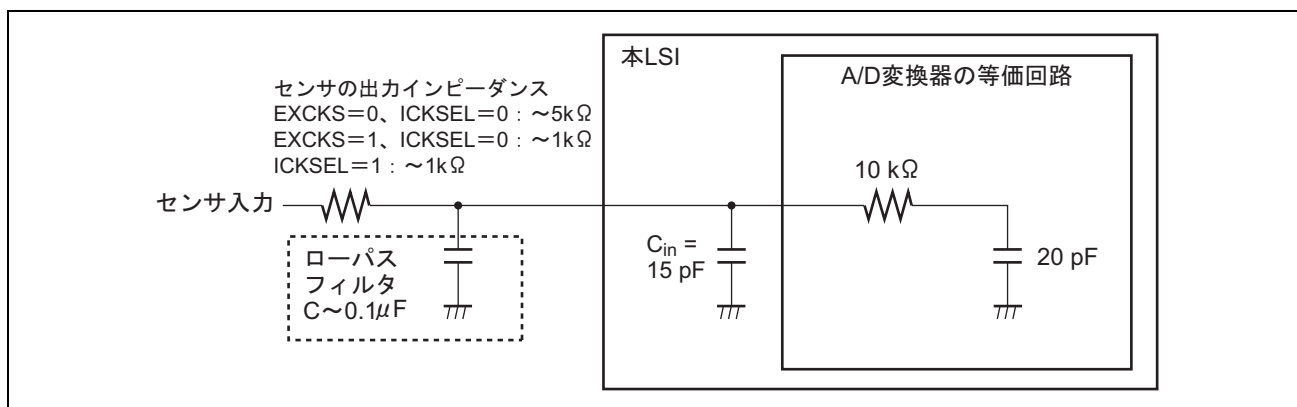 本LSI
A/D変換器の等価回路
センサの出力インピーダンス
EXCKS=0、ICKSEL=0：～5kΩ
EXCKS=1、ICKSEL=0：～1kΩ
ICKSEL=1：～1kΩ
10 kΩ
センサ入力
ローパス
フィルタ
C～0.1μF
Cin =
15 pF
20 pF